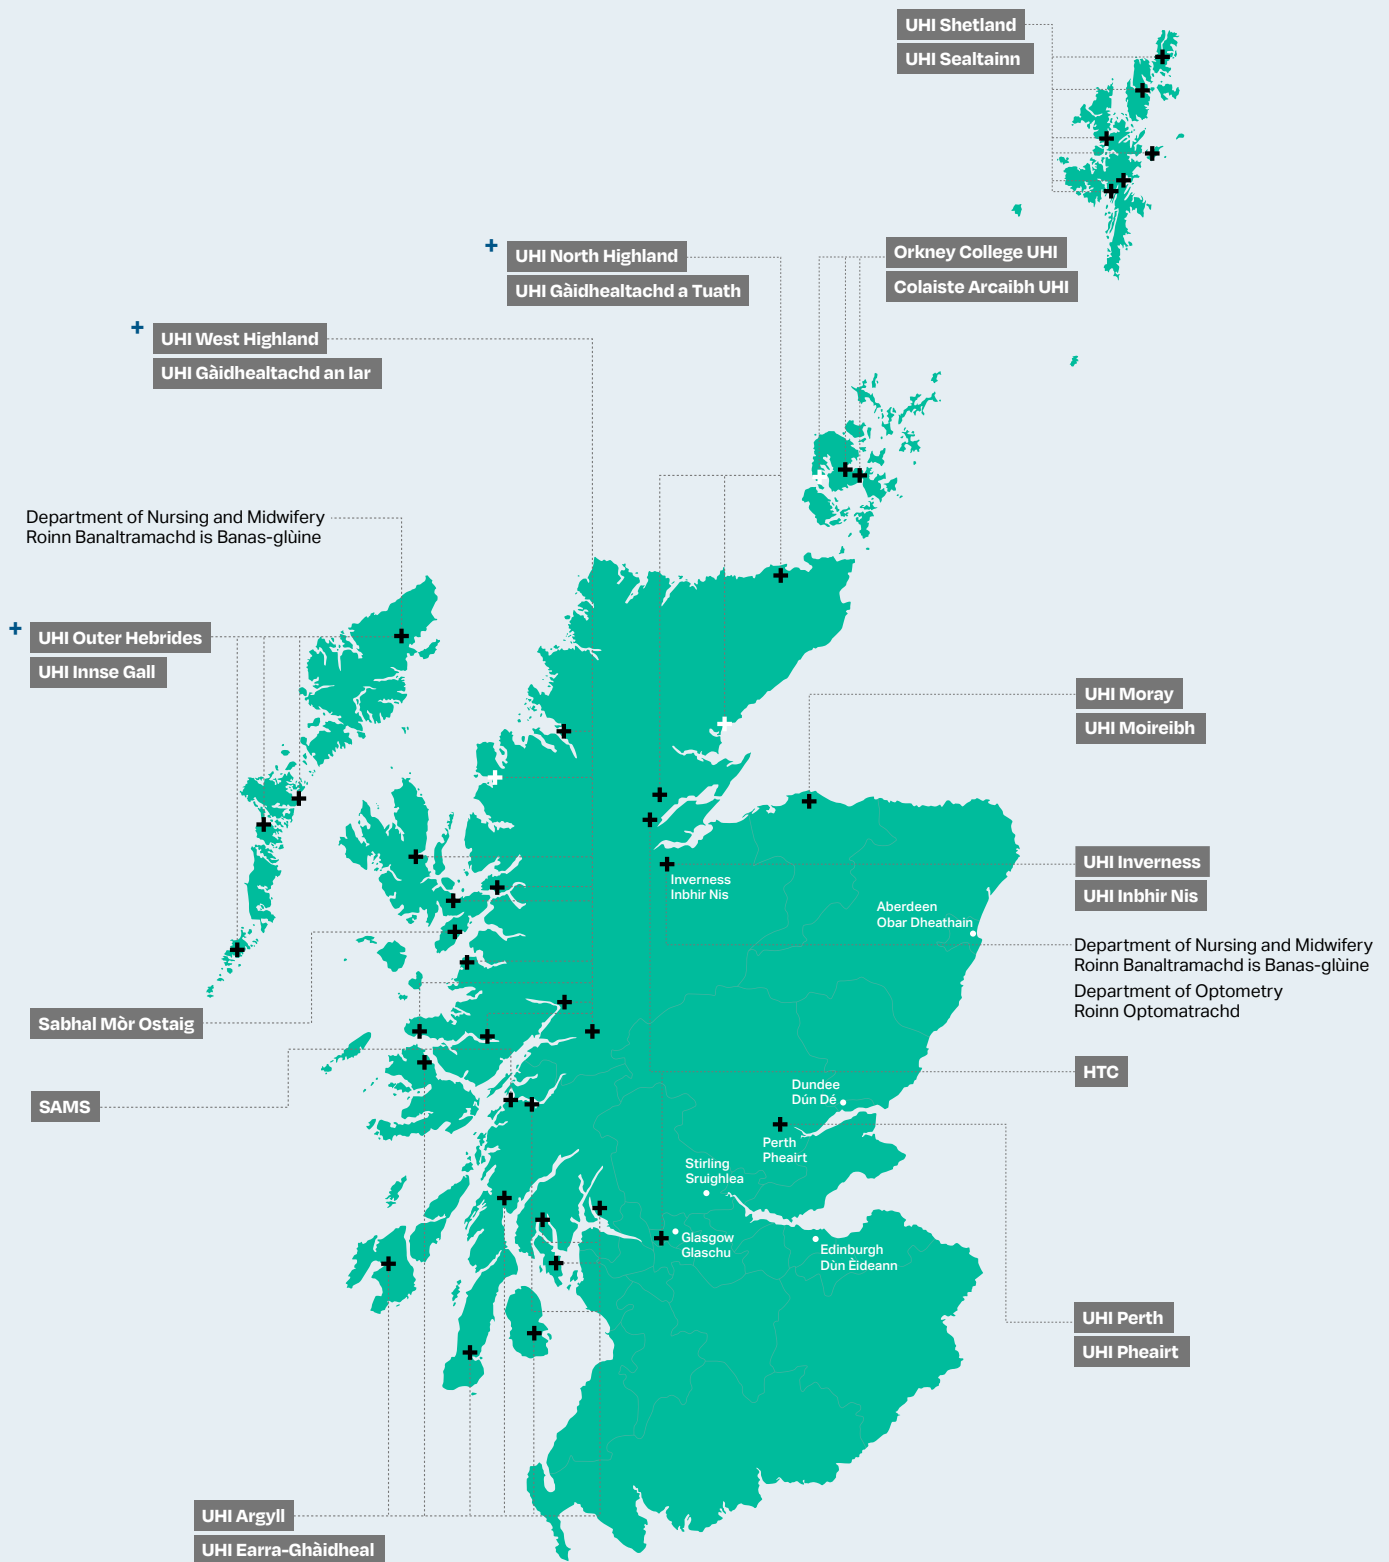 UHI Shetland
UHI Sealtainn
UHI North Highland
UHI Gàidhealtachd a Tuath
Orkney College UHI
Colaiste Arcaibh UHI
UHI West Highland
UHI Gàidhealtachd an Iar
Department of Nursing and Midwifery
Roinn Banaltramachd is Banas-glùine
UHI Outer Hebrides
UHI Innse Gall
UHI Moray
UHI Moireibh
UHI Inverness
UHI Inbhir Nis
Inverness
Inbhir Nis
Aberdeen
Obar Dheathain
Department of Nursing and Midwifery
Roinn Banaltramachd is Banas-glùine
Department of Optometry
Roinn Optomatrachd
Sabhal Mòr Ostaig
HTC
SAMS
Dundee
Dún Dé
Perth
Pheairt
Stirling
Sruighlea
Glasgow
Glaschu
Edinburgh
Dùn Èideann
UHI Perth
UHI Pheairt
UHI Argyll
UHI Earra-Ghàidheal